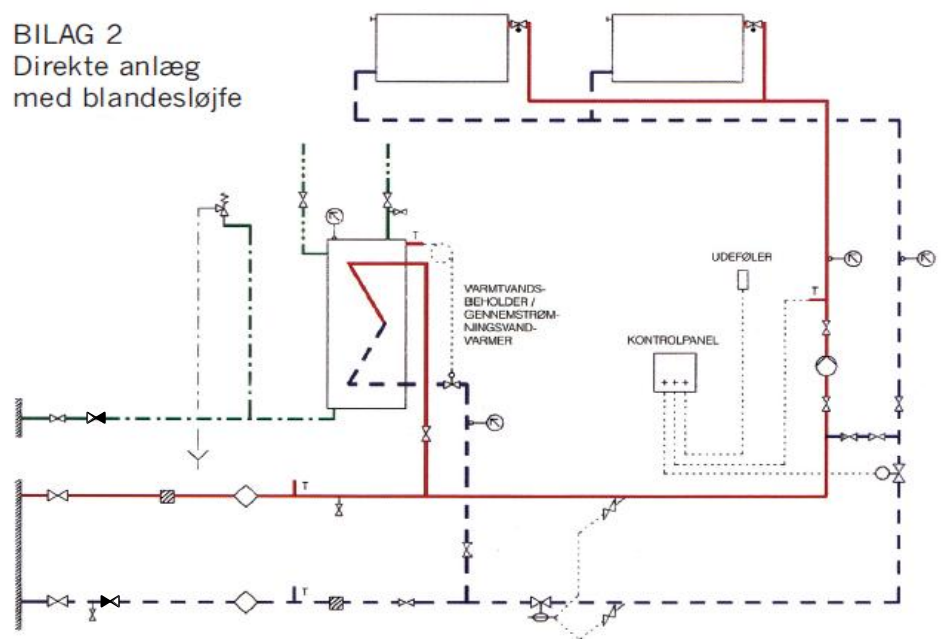 BILAG 2
Direkte anlæg
med blandesløjfe
T
VARMTVANDS-
BEHOLDER /
GENNEMSTRØM-
NINGSVAND-
VARMER
UDEFØLER
T
KONTROLPANEL
+++
T
T